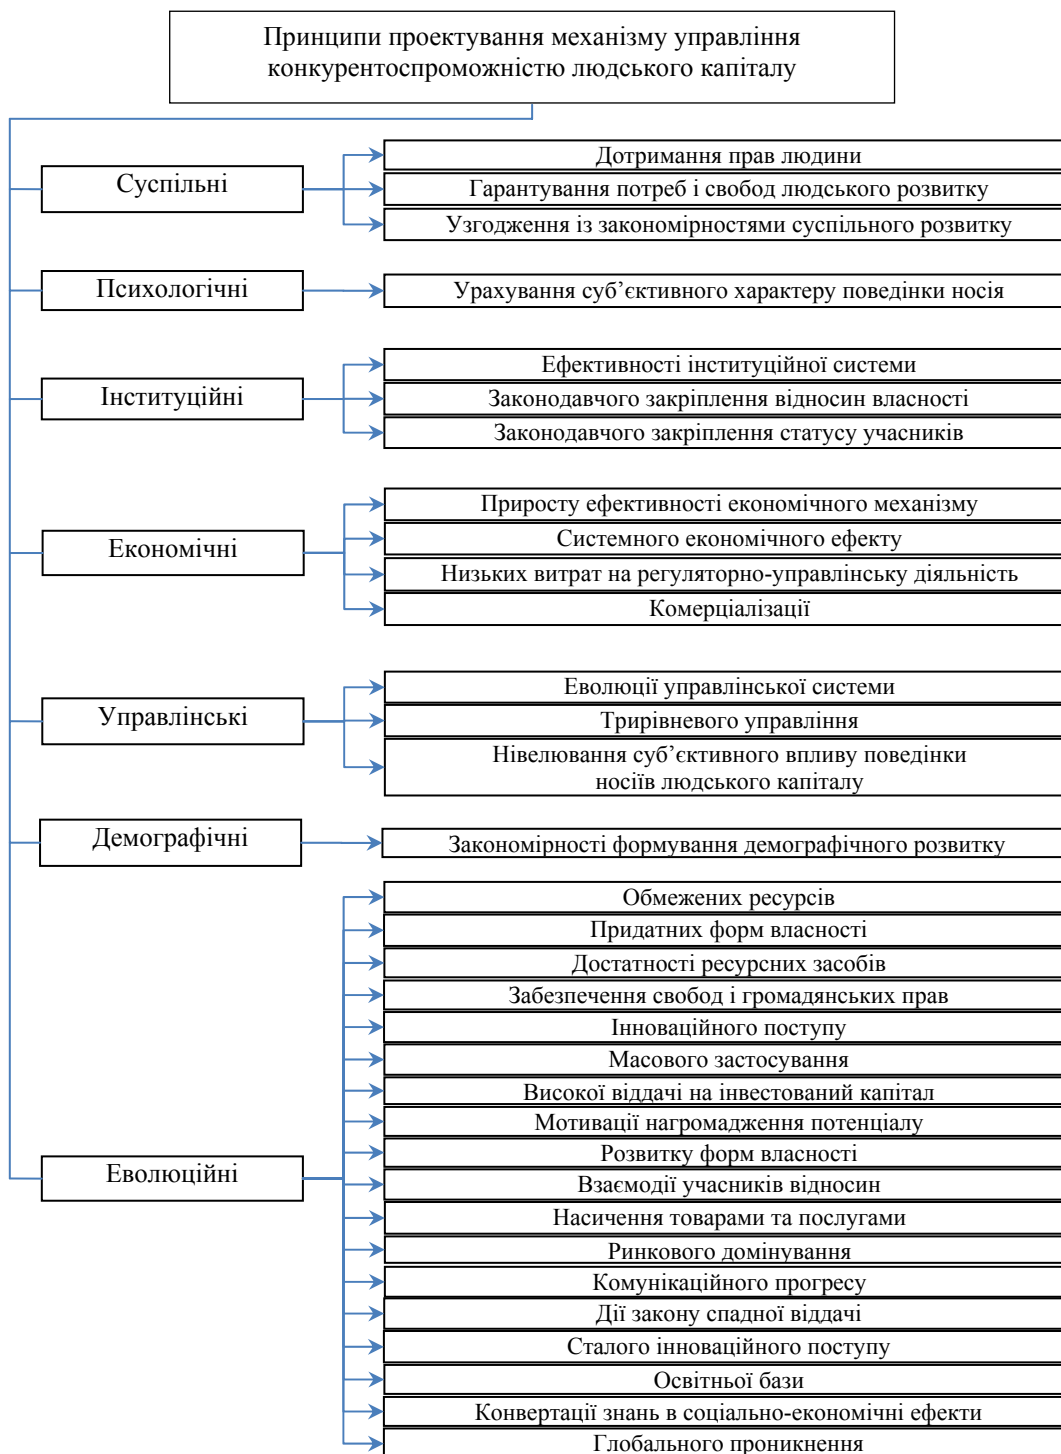 Принципи проектування механізму управління
конкурентоспроможністю людського капіталу
Суспільні
Дотримання прав людини
Гарантування потреб і свобод людського розвитку
Узгодження із закономірностями суспільного розвитку
Психологічні
Урахування суб’єктивного характеру поведінки носія
Інституційні
Ефективності інституційної системи
Законодавчого закріплення відносин власності
Законодавчого закріплення статусу учасників
Економічні
Приросту ефективності економічного механізму
Системного економічного ефекту
Низьких витрат на регуляторно-управлінську діяльність
Комерціалізації
Управлінські
Еволюції управлінської системи
Трирівневого управління
Нівелювання суб’єктивного впливу поведінки
носіїв людського капіталу
Демографічні
Закономірності формування демографічного розвитку
Еволюційні
Обмежених ресурсів
Придатних форм власності
Достатності ресурсних засобів
Забезпечення свобод і громадянських прав
Інноваційного поступу
Масового застосування
Високої віддачі на інвестований капітал
Мотивації нагромадження потенціалу
Розвитку форм власності
Взаємодії учасників відносин
Насичення товарами та послугами
Ринкового домінування
Комунікаційного прогресу
Дії закону спадної віддачі
Сталого інноваційного поступу
Освітньої бази
Конвертації знань в соціально-економічні ефекти
Глобального проникнення